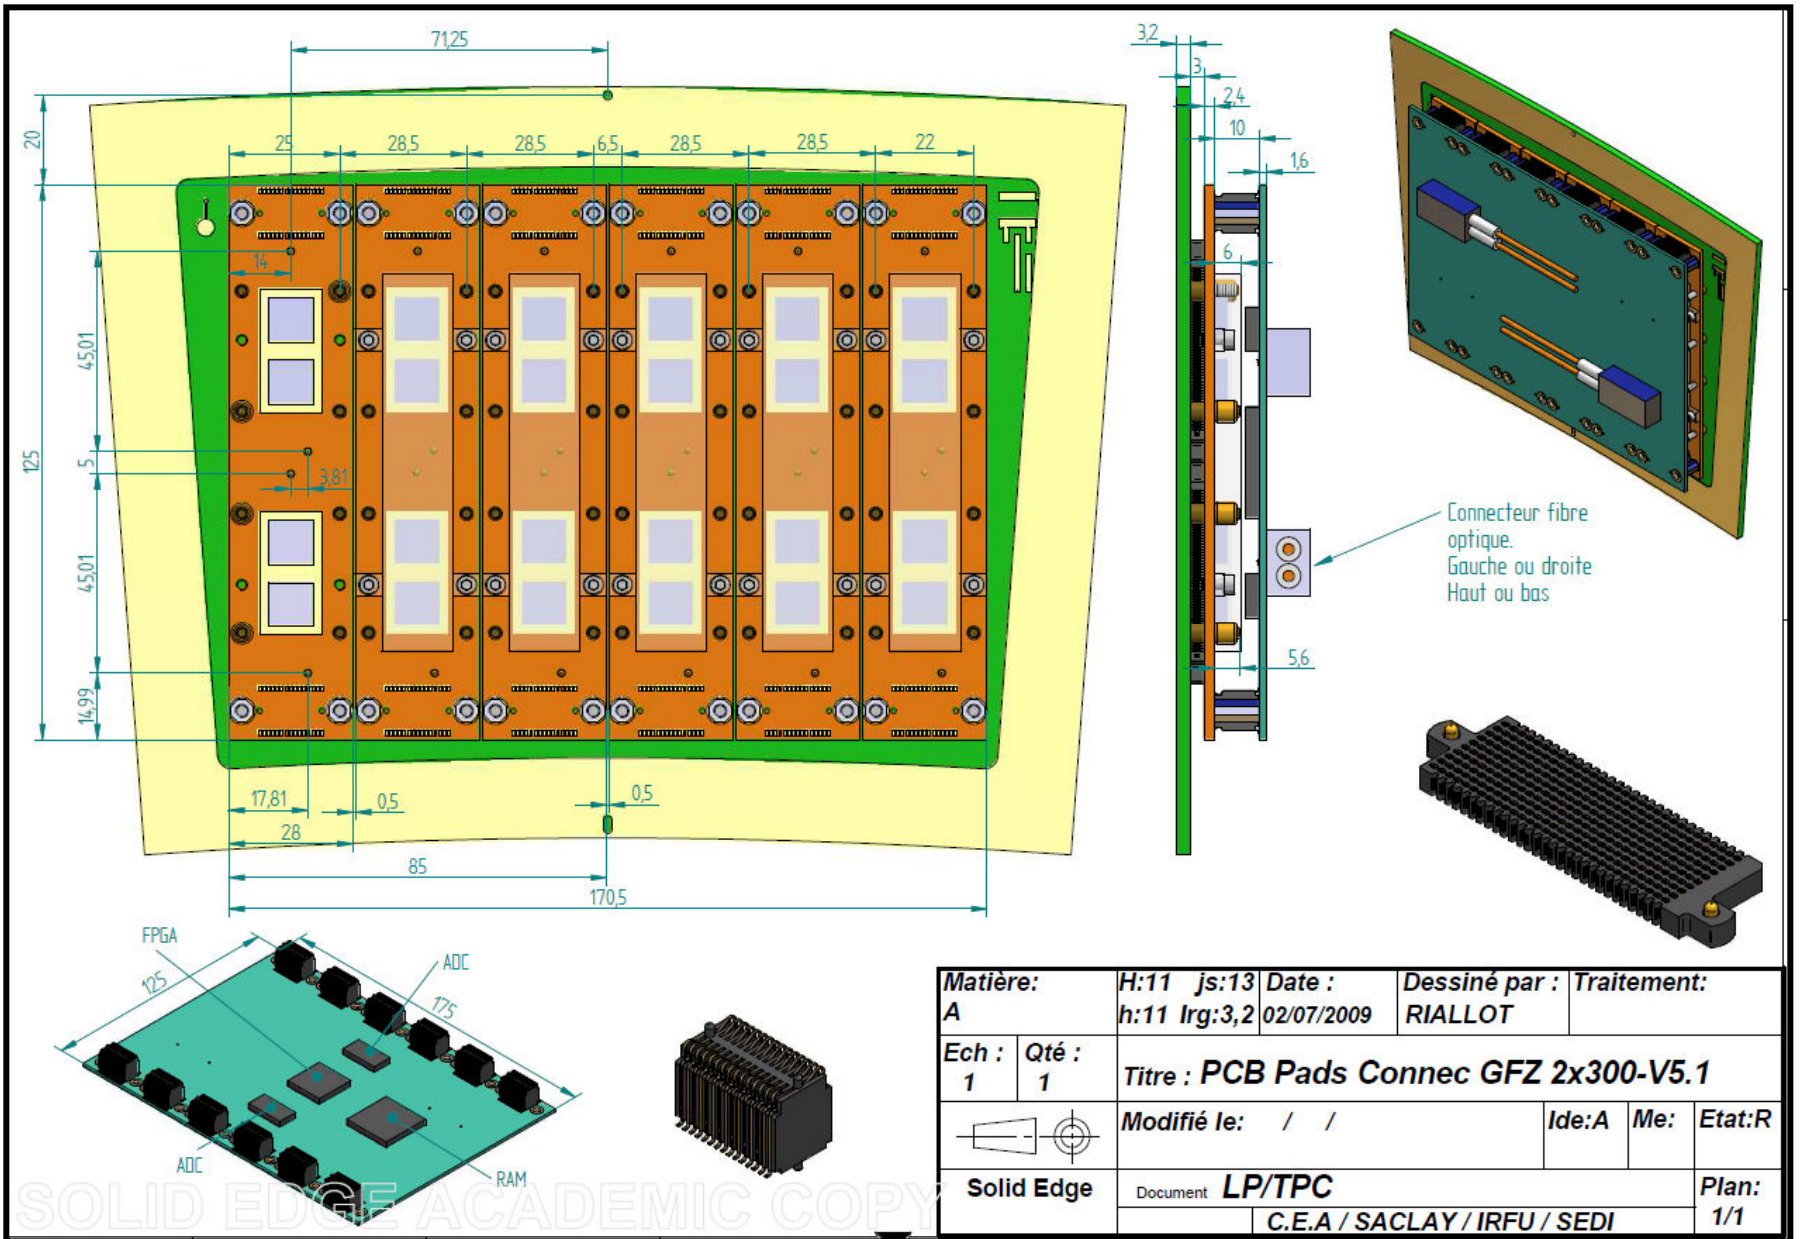 71,25
20
25
28,5
28,5
6,5
28,5
28,5
22
14
45,01
125
5
3,81
45,01
14,99
17,81
0,5
0,5
28
85
170,5
3,2
3
2,4
10
1,6
6
5,6
Connecteur fibre
optique.
Gauche ou droite
Haut ou bas
FPGA
ADC
125
175
ADC
RAM
SOLID EDGE ACADEMIC COPY
Matière:
A
H:11 js:13
h:11 lrg:3,2
Date :
02/07/2009
Dessiné par :
RIALLOT
Traitement:
Ech :
1
Qté :
1
Titre : PCB Pads Connec GFZ 2x300-V5.1
Modifié le: / /
Ide:A
Me:
Etat:R
Solid Edge
Document LP/TPC
Plan:
1/1
C.E.A / SACLAY / IRFU / SEDI